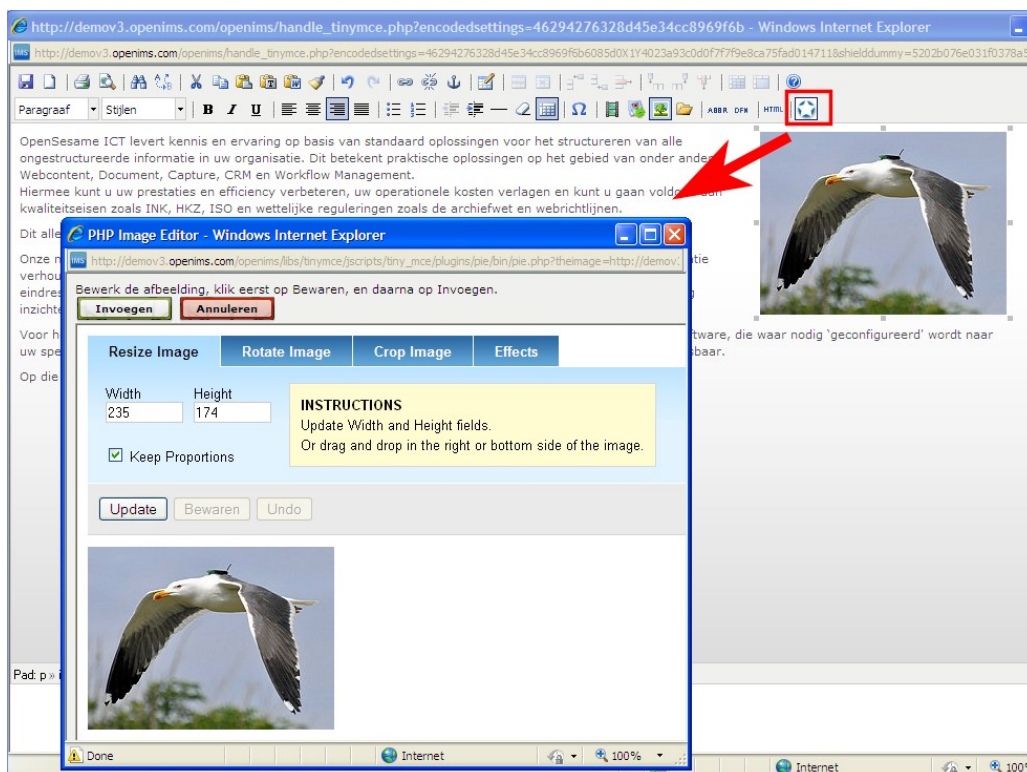 http://demov3.openims.com/openims/handle_tinymce.php?encodedsettings=46294276328d45e34cc8969f6b - Windows Internet Explorer
http://demov3.openims.com/openims/handle_tinymce.php?encodedsettings=46294276328d45e34cc8969f6b6085d0X1Y4023a93c0d0f7f7f9e8ca75fad0147118shielddummy=5202b076e031f0378a5
Paragraaf Stijlen B I U ABBR DFN HTML
OpenSesame ICT levert kennis en ervaring op basis van standaard oplossingen voor het structureren van alle
ongestructureerde informatie in uw organisatie. Dit betekent praktische oplossingen op het gebied van onder ander
Webcontent, Document, Capture, CRM en Workflow Management.
Hiermee kunt u uw prestaties en efficiency verbeteren, uw operationele kosten verlagen en kunt u gaan
kwaliteitseisen zoals INK, HKZ, ISO en wettelijke reguleringen zoals de archiefwet en webrichtlijnen.
Dit alle
Onze m tie
verhou
eindres g
inzichte
Voor h tware, die waar nodig 'geconfigureerd' wordt naar
uw spe sbaar.
Op die
PHP Image Editor - Windows Internet Explorer
http://demov3.openims.com/openims/libs/tinymce/jscripts/tiny_mce/plugins/pie/bin/pie.php?theimage=http://demov
Bewerk de afbeelding, klik eerst op Bewaren, en daarna op Invoegen.
Invoegen Annuleren
Resize Image Rotate Image Crop Image Effects
Width Height
235 174
Keep Proportions
INSTRUCTIONS
Update Width and Height fields.
Or drag and drop in the right or bottom side of the image.
Update Bewaren Undo
Pad: p » i
Done Internet 100%
Internet 100%